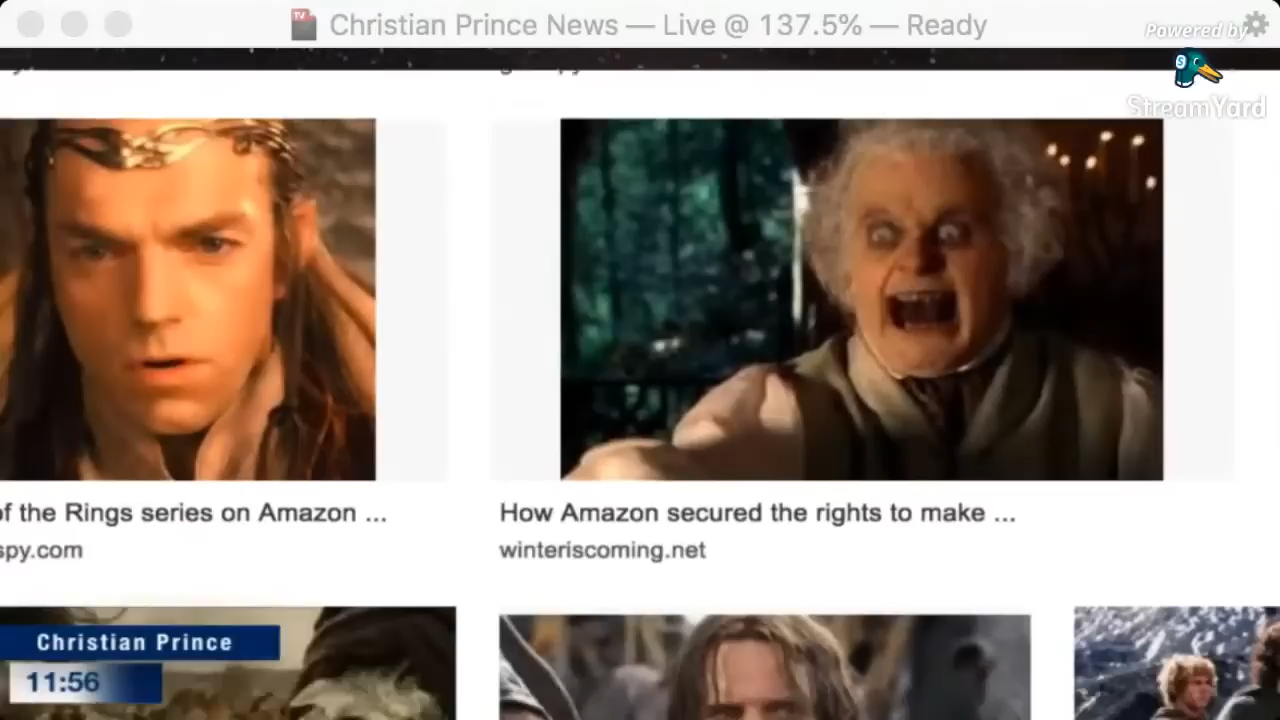 Christian Prince News — Live @ 137.5% — Ready
Powered by
StreamYard
of the Rings series on Amazon ...
How Amazon secured the rights to make ...
spy.com
winteriscoming.net
Christian Prince
11:56